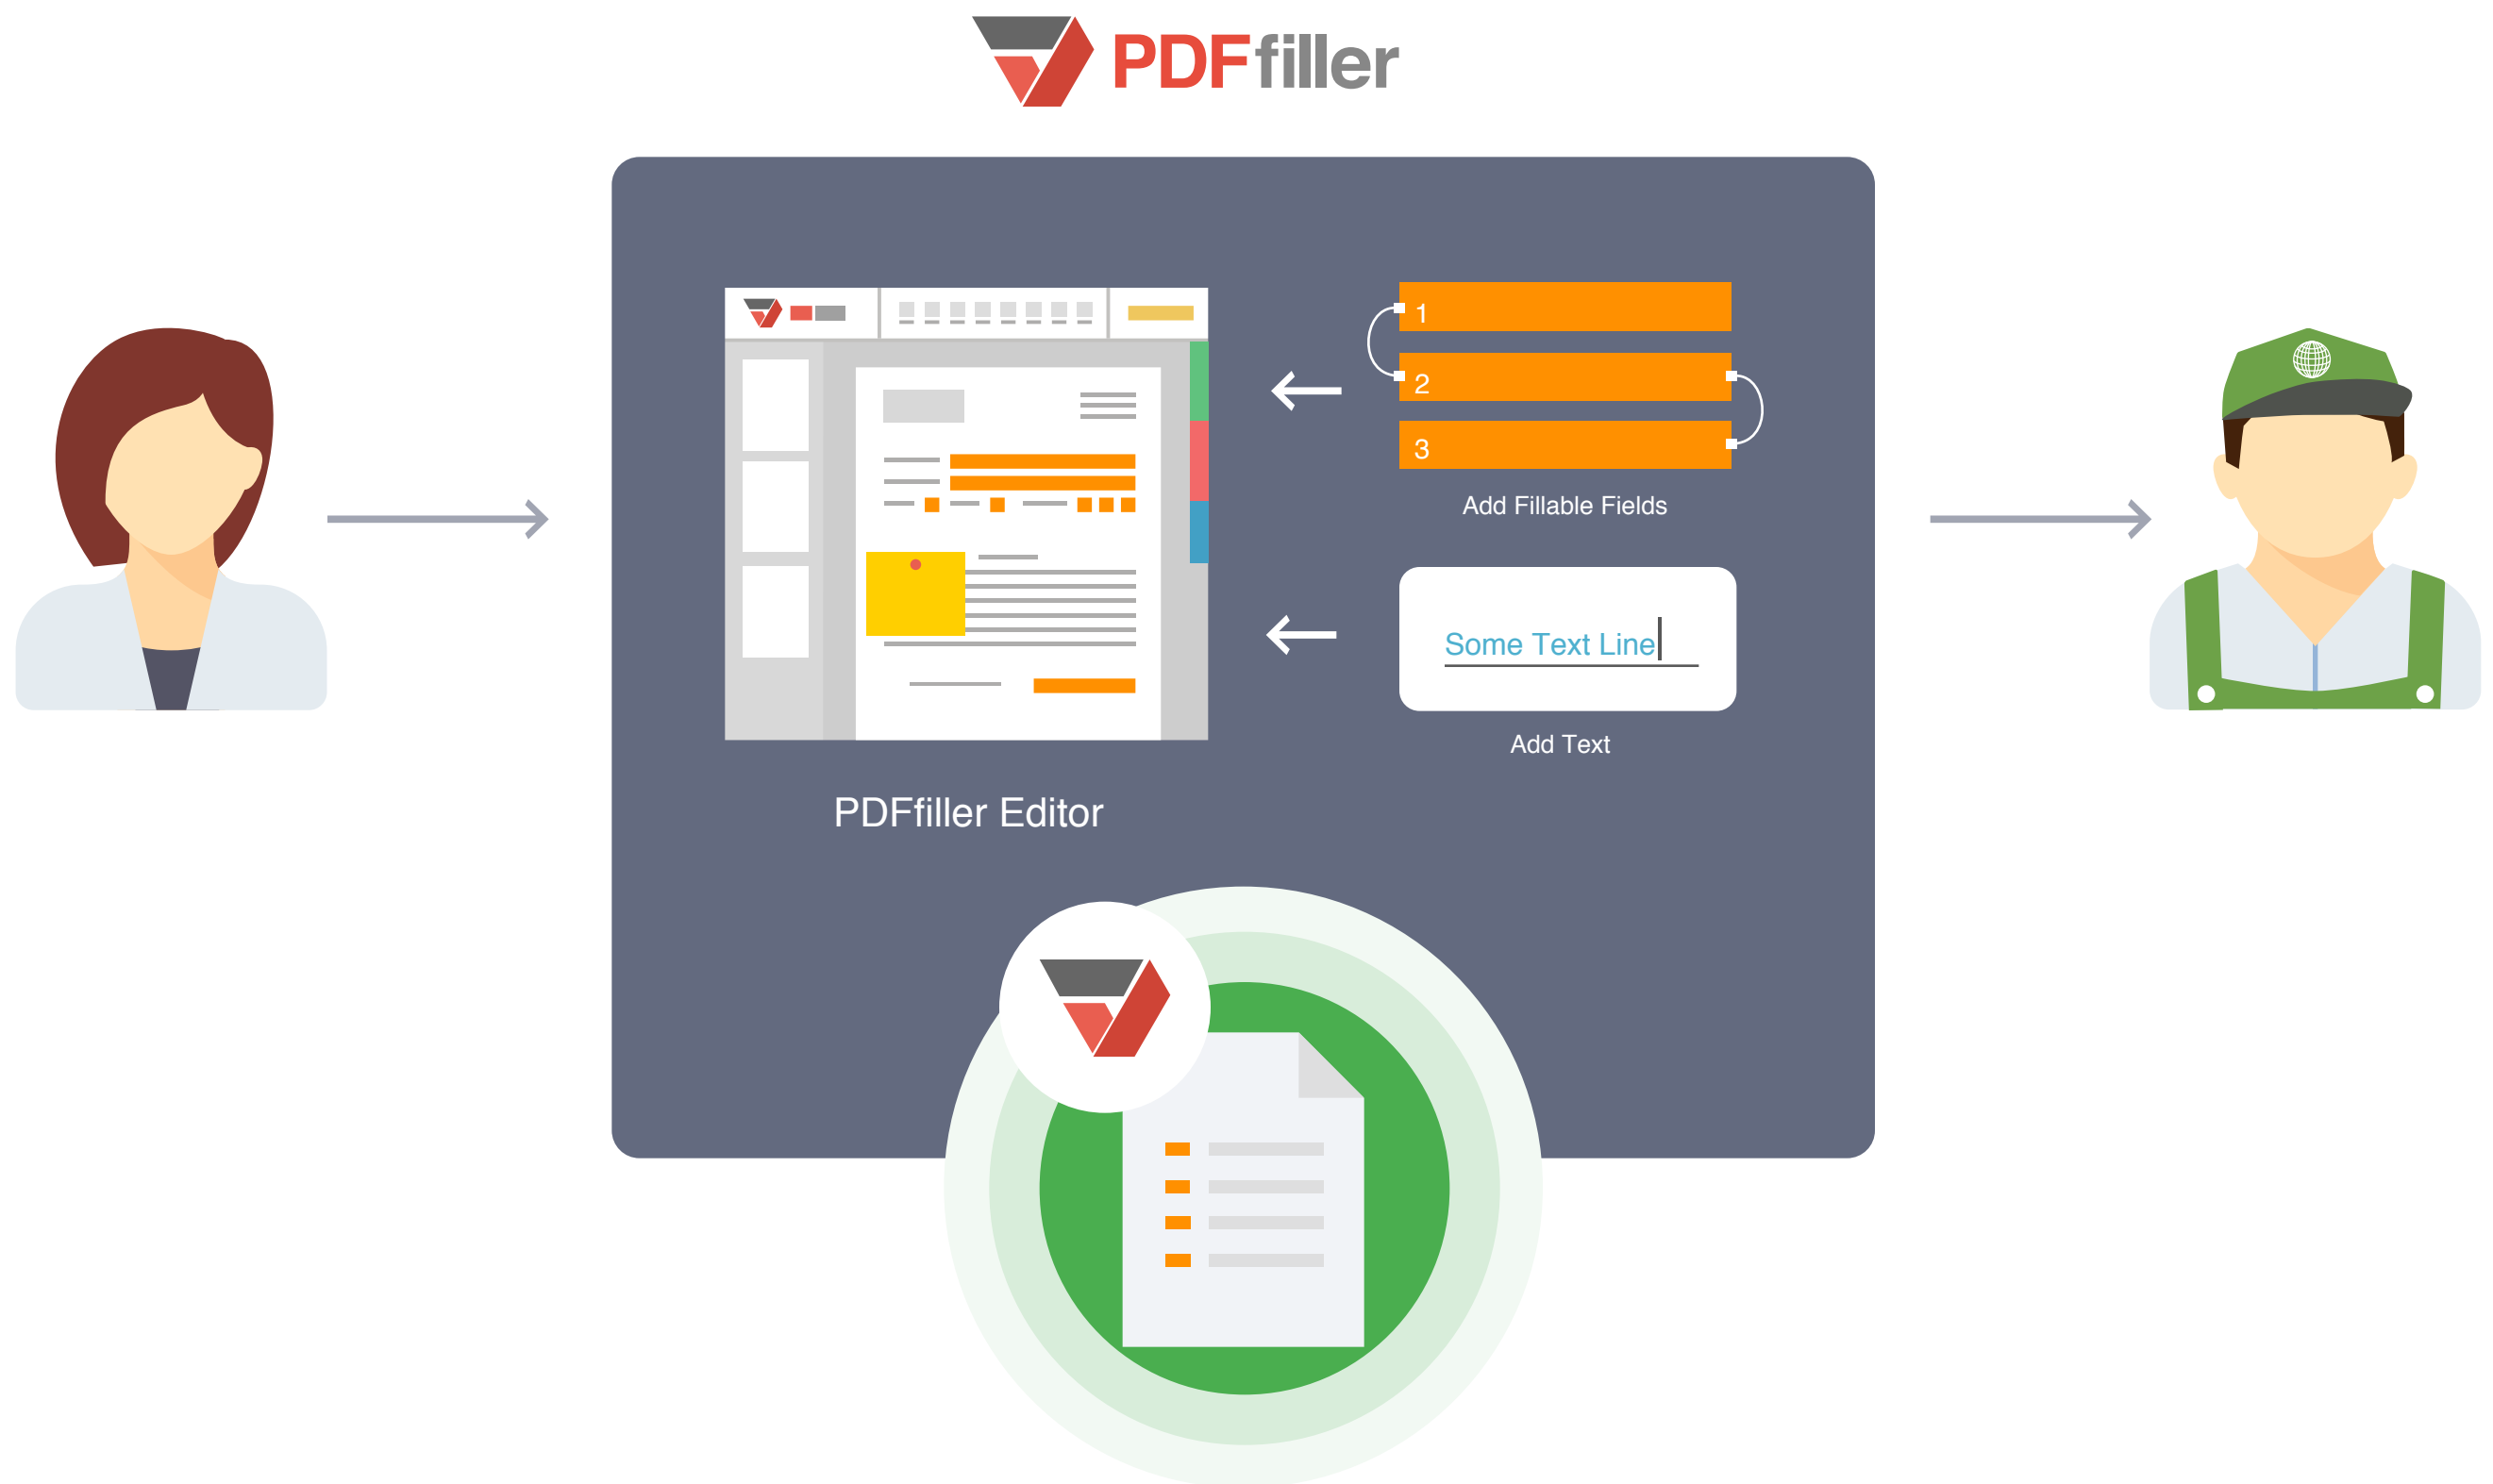 PDFfiller
1
2
3
Add Fillable Fields
Some Text Line
Add Text
PDFfiller Editor